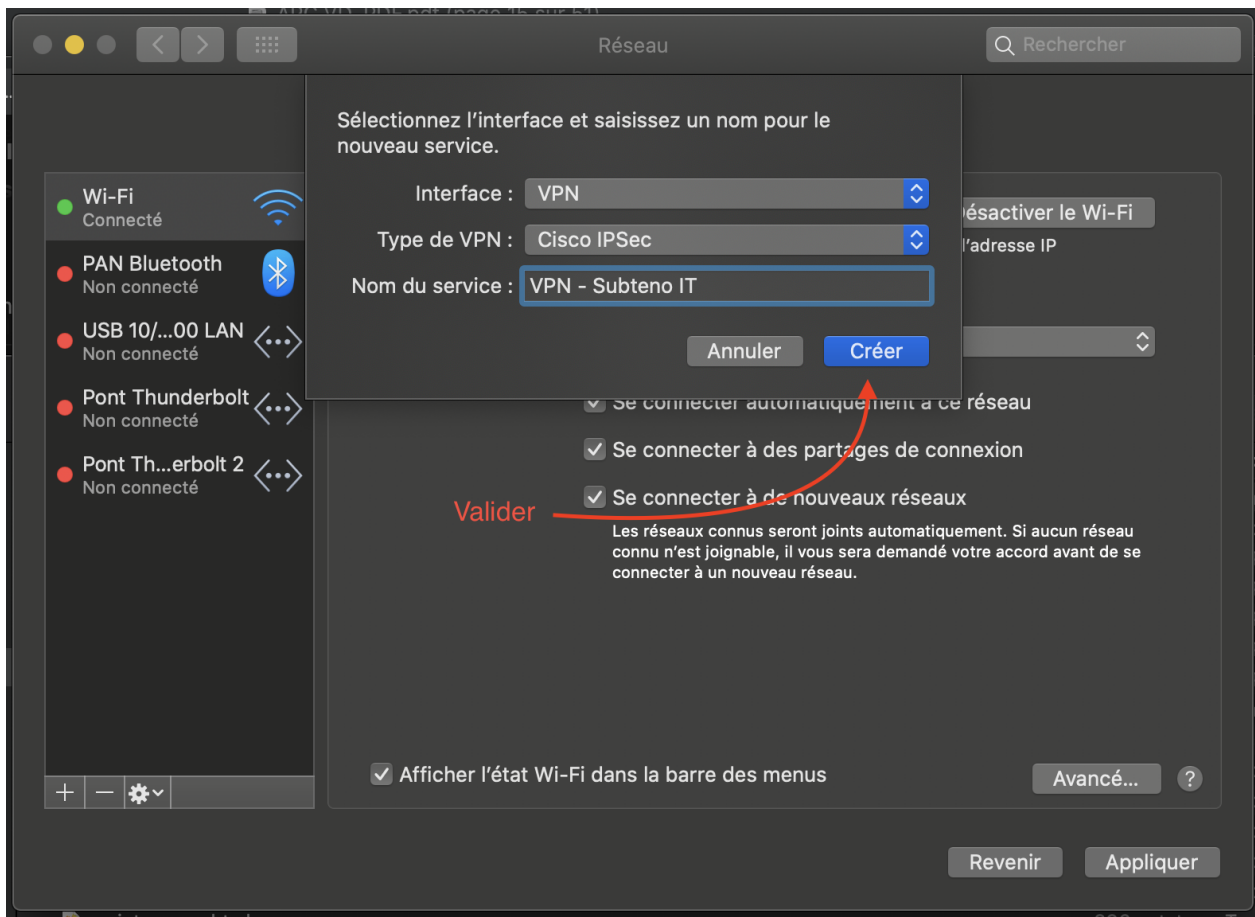 Réseau
Rechercher
Sélectionnez l'interface et saisissez un nom pour le
nouveau service.
Interface :
VPN
Type de VPN :
Cisco IPSec
Nom du service :
VPN - Subteno IT
Annuler
Créer
Wi-Fi
Connecté
PAN Bluetooth
Non connecté
USB 10/...00 LAN
Non connecté
Pont Thunderbolt
Non connecté
Pont Th...erbolt 2
Non connecté
ésactiver le Wi-Fi
l'adresse IP
Se connecter automatiquement à ce réseau
Se connecter à des partages de connexion
Se connecter à de nouveaux réseaux
Valider
Les réseaux connus seront joints automatiquement. Si aucun réseau
connu n'est joignable, il vous sera demandé votre accord avant de se
connecter à un nouveau réseau.
Afficher l'état Wi-Fi dans la barre des menus
Avancé...
?
Revenir
Appliquer